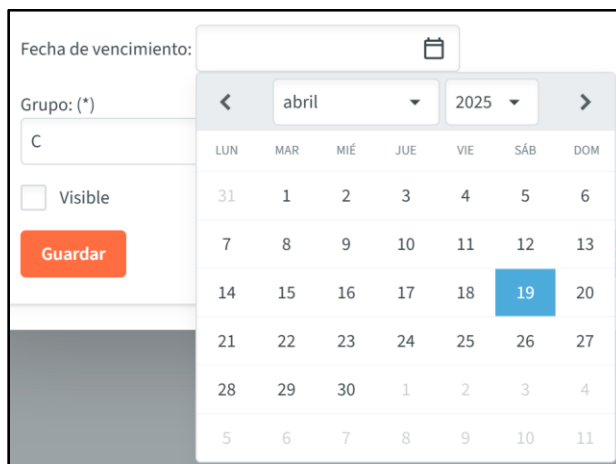 Fecha de vencimiento:
Grupo: (*)
C
Visible
Guardar
abril 2025
LUN MAR MIÉ JUE VIE SÁB DOM
31 1 2 3 4 5 6
7 8 9 10 11 12 13
14 15 16 17 18 19 20
21 22 23 24 25 26 27
28 29 30 1 2 3 4
5 6 7 8 9 10 11